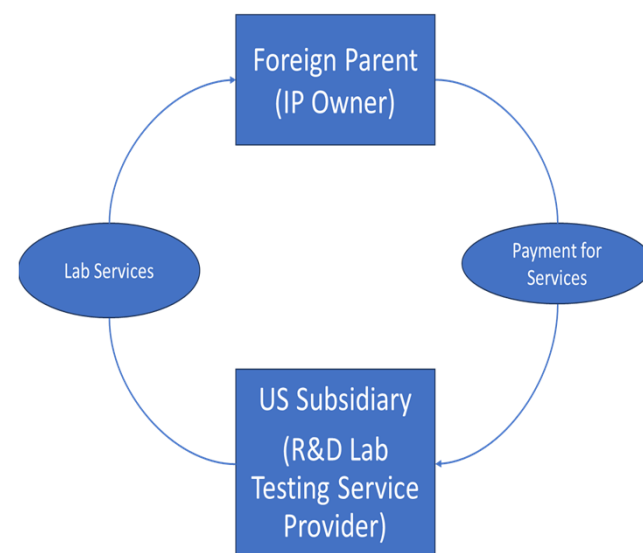 Foreign Parent
(IP Owner)
Lab Services
Payment for
Services
US Subsidiary
(R&D Lab
Testing Service
Provider)